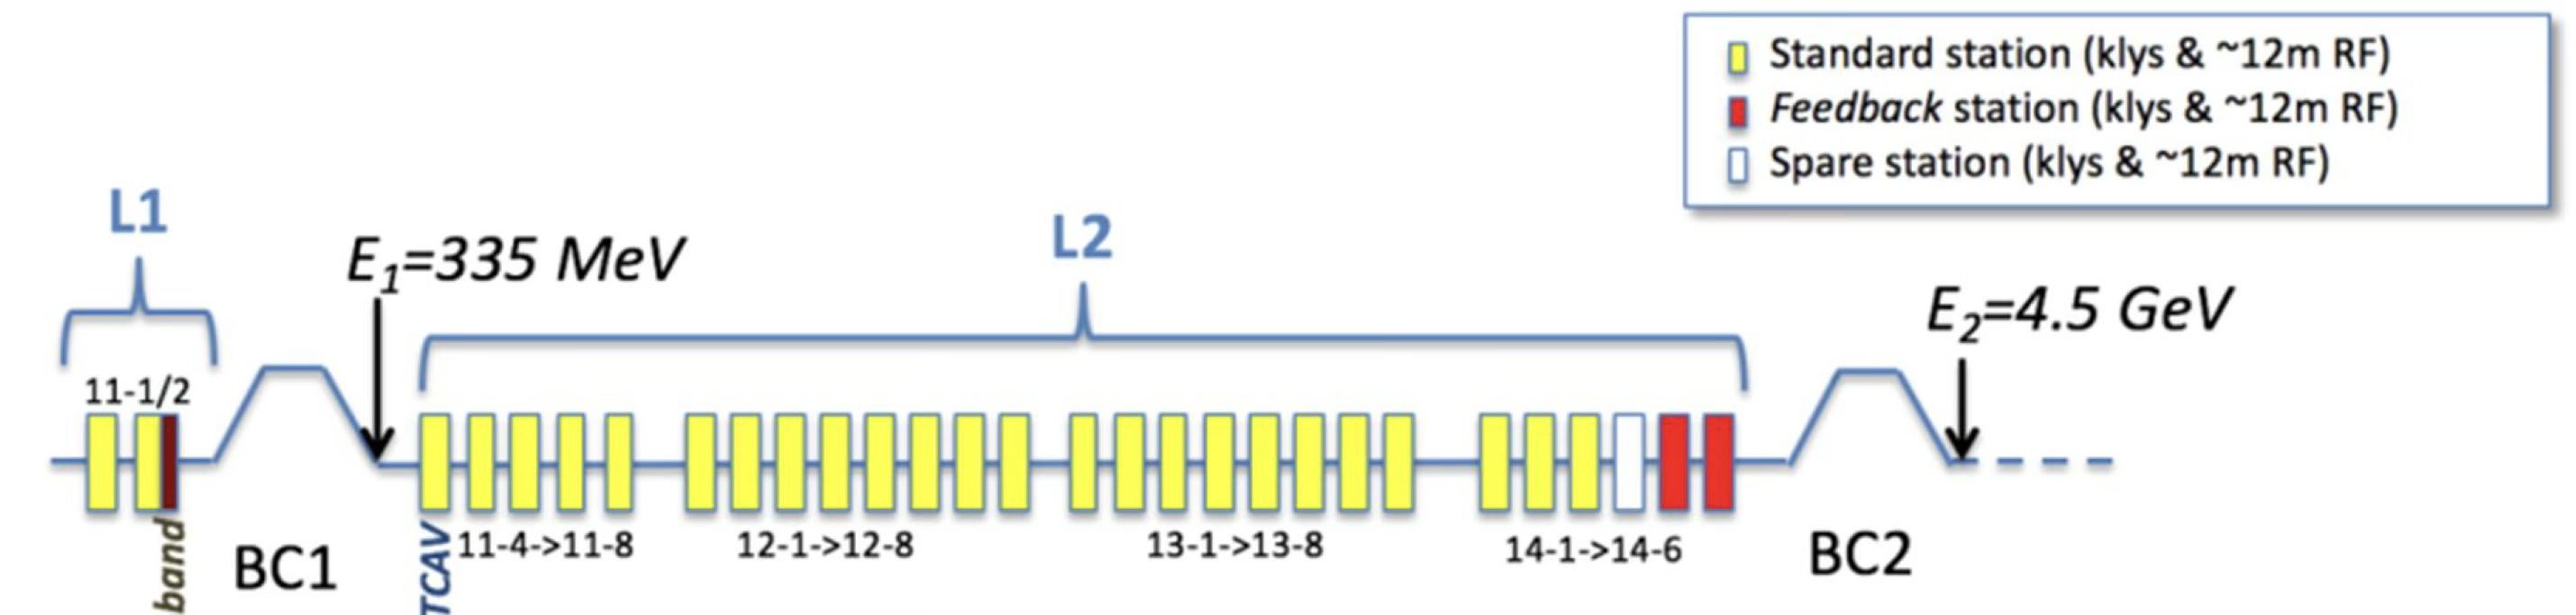 Standard station (klys & ~12m RF)
Feedback station (klys & ~12m RF)
Spare station (klys & ~12m RF)
L1
E1=335 MeV
L2
E2=4.5 GeV
11-1/2
band
BC1
TCAV
11-4->11-8
12-1->12-8
13-1->13-8
14-1->14-6
BC2